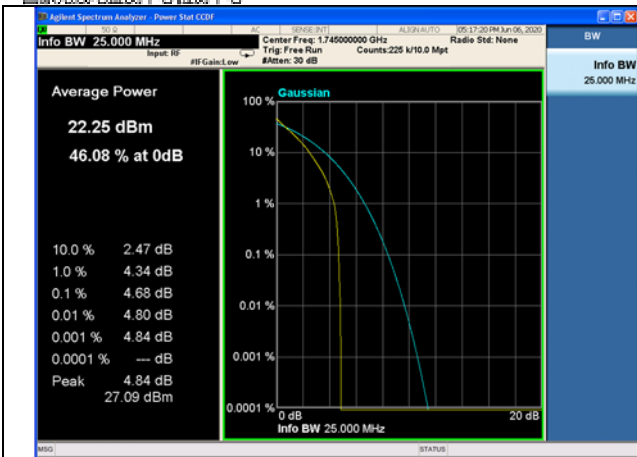 Agilent Spectrum Analyzer - Power Stat CCDF
50 Ω AC SENSE:INT ALIGN AUTO 05:17:20 PM Jun 06, 2020
Info BW 25.000 MHz
Center Freq: 1.745000000 GHz Radio Std: None
Input: RF Trig: Free Run Counts:225 k/10.0 Mpt
#IFGain:Low #Atten: 30 dB
BW
Info BW
25.000 MHz
Average Power
22.25 dBm
46.08 % at 0dB
10.0 % 2.47 dB
1.0 % 4.34 dB
0.1 % 4.68 dB
0.01 % 4.80 dB
0.001 % 4.84 dB
0.0001 % --- dB
Peak 4.84 dB
27.09 dBm
Gaussian
100 %
10 %
1 %
0.1 %
0.01 %
0.001 %
0.0001 %
0 dB 20 dB
Info BW 25.000 MHz
MSG STATUS